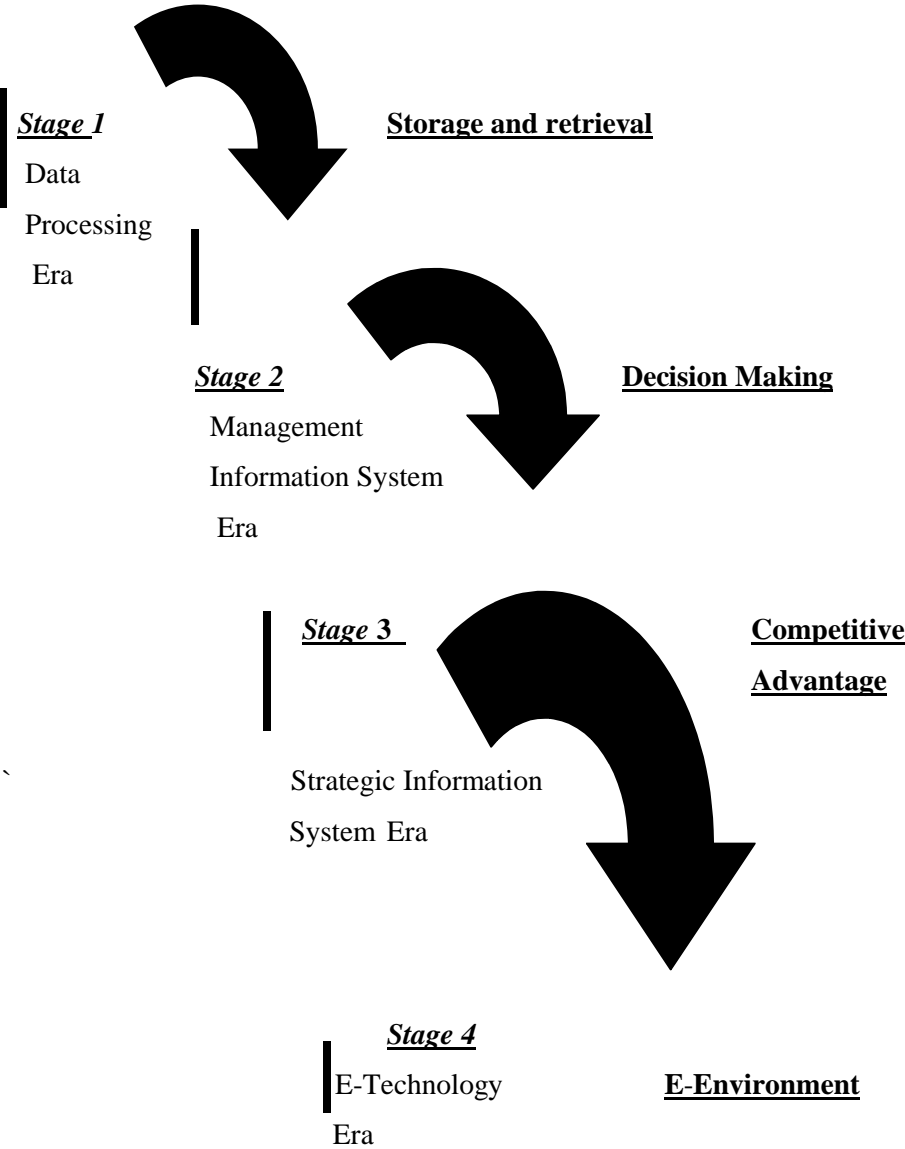 Stage 1 Storage and retrieval
Data
Processing
Era
Stage 2 Decision Making
Management
Information System
Era
Stage 3 Competitive
Advantage
`
Strategic Information
System Era
Stage 4
E-Technology E-Environment
Era